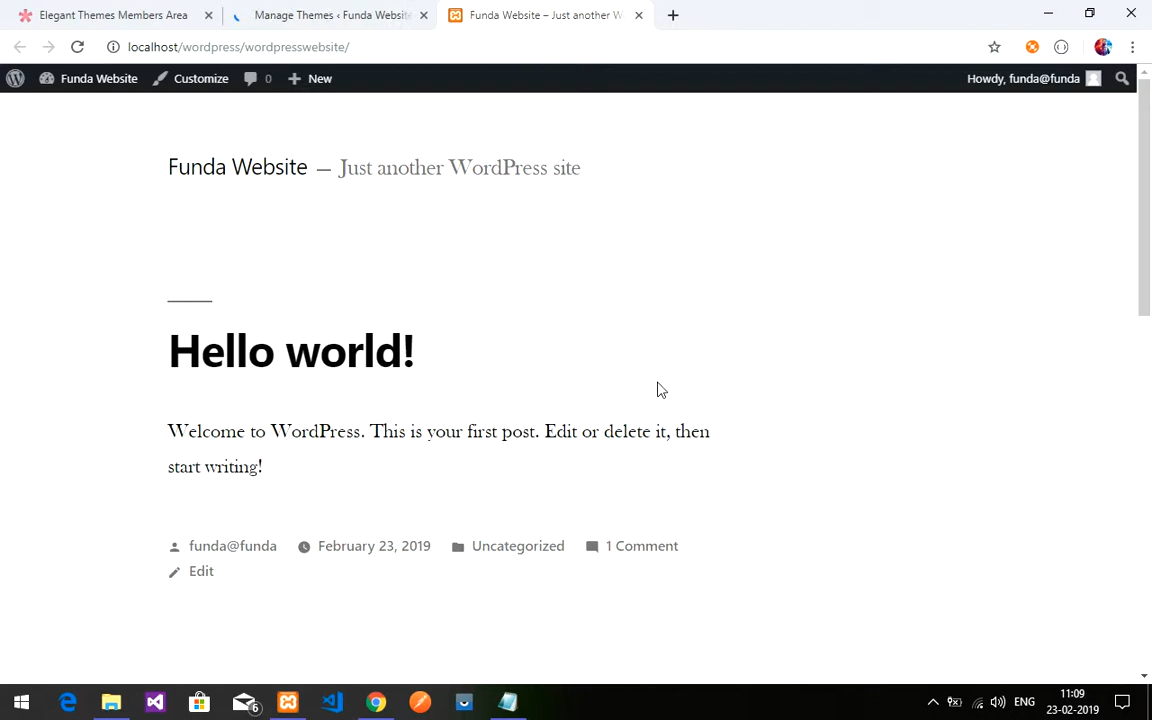 Elegant Themes Members Area
Manage Themes ‹ Funda Website
Funda Website – Just another W
localhost/wordpress/wordpresswebsite/
Funda Website
Customize
0
New
Howdy, funda@funda
Funda Website — Just another WordPress site
Hello world!
Welcome to WordPress. This is your first post. Edit or delete it, then
start writing!
funda@funda
February 23, 2019
Uncategorized
1 Comment
Edit
6
ENG
11:09
23-02-2019